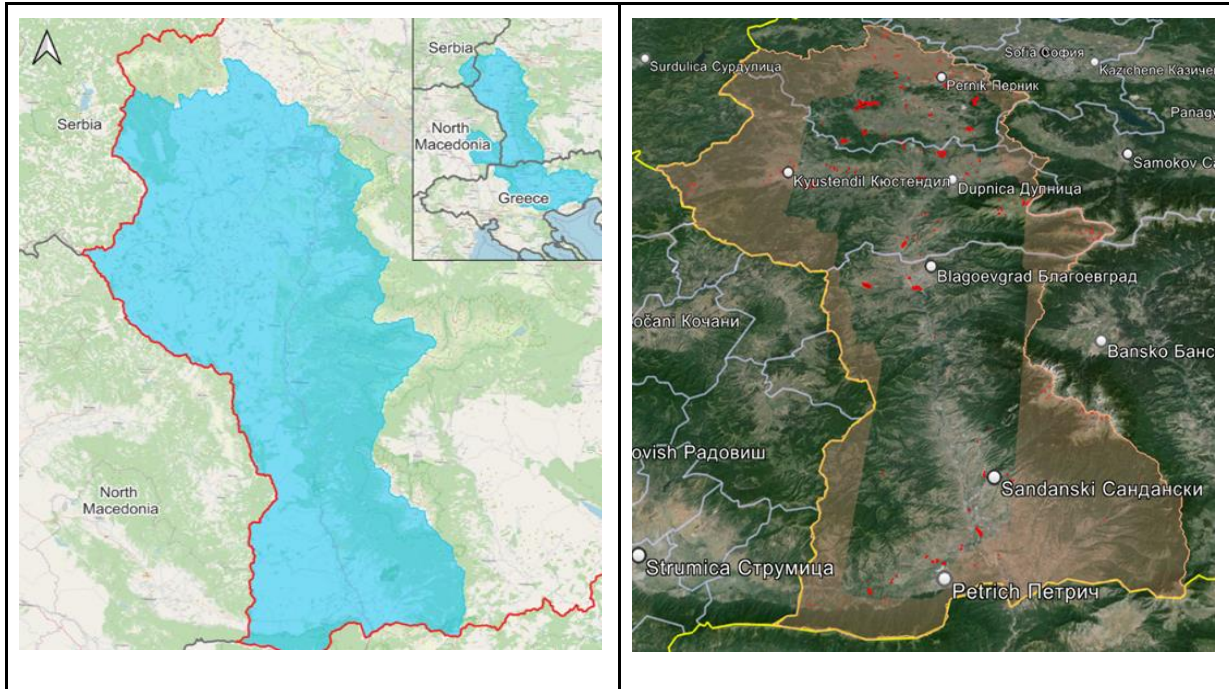 Serbia
North
Macedonia
Serbia
North
Macedonia
Greece
Surdulica Сурдулица
Sofia София
Kazichene Казичен
Pernik Перник
Panagy
Samokov Са
Kyustendil Кюстендил
Dupnica Дупница
Blagoevgrad Благоевград
očani Кочани
Bansko Банс
ovish Радовиш
Sandanski Сандански
Strumica Струмица
Petrich Петрич